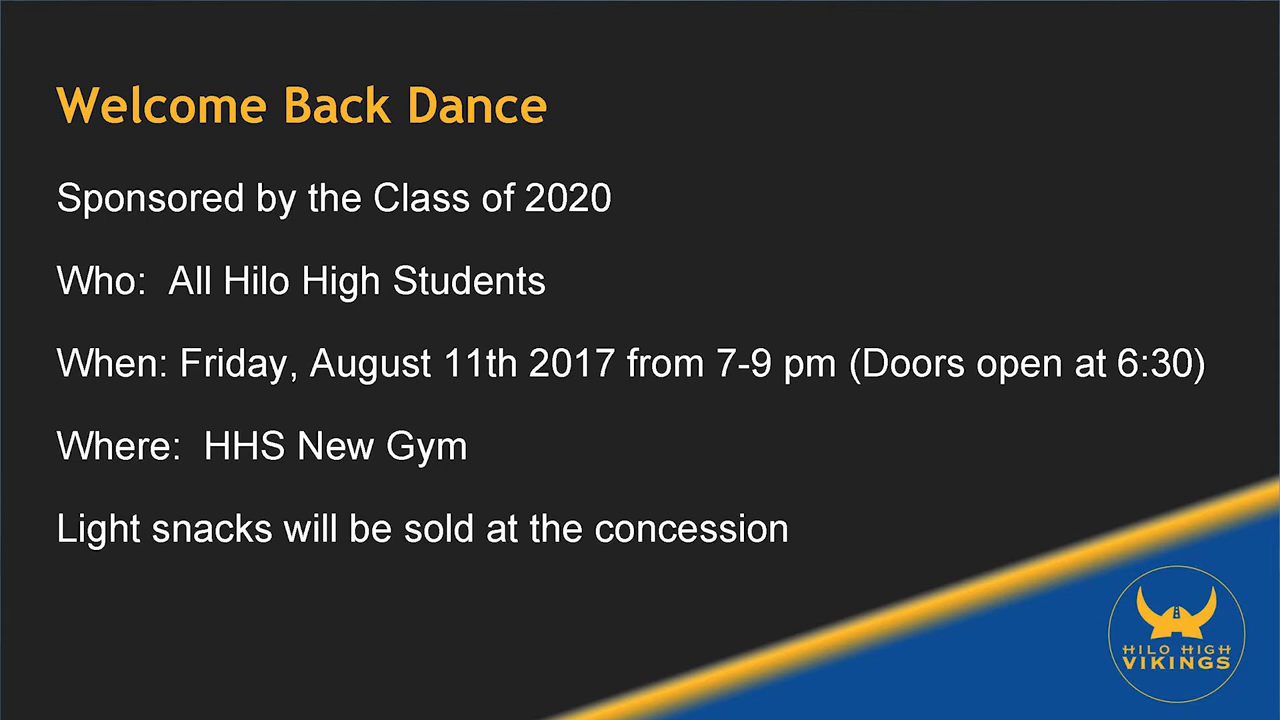 Welcome Back Dance
Sponsored by the Class of 2020
Who:  All Hilo High Students
When: Friday, August 11th 2017 from 7-9 pm (Doors open at 6:30)
Where:  HHS New Gym
Light snacks will be sold at the concession
HILO HIGH
VIKINGS